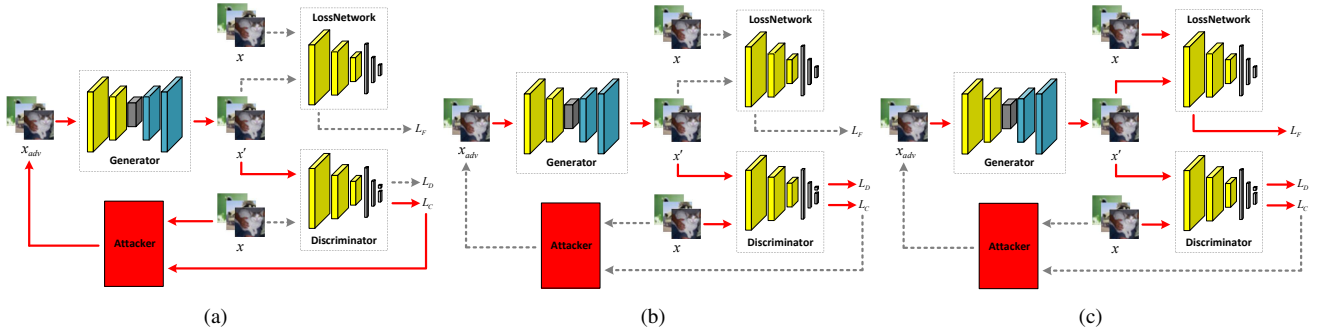 LossNetwork
x
x_adv
Generator
x'
L_F
L_D
L_C
x
Discriminator
Attacker
(a)
LossNetwork
x
x_adv
Generator
x'
L_F
L_D
L_C
x
Discriminator
Attacker
(b)
LossNetwork
x
x_adv
Generator
x'
L_F
L_D
L_C
x
Discriminator
Attacker
(c)